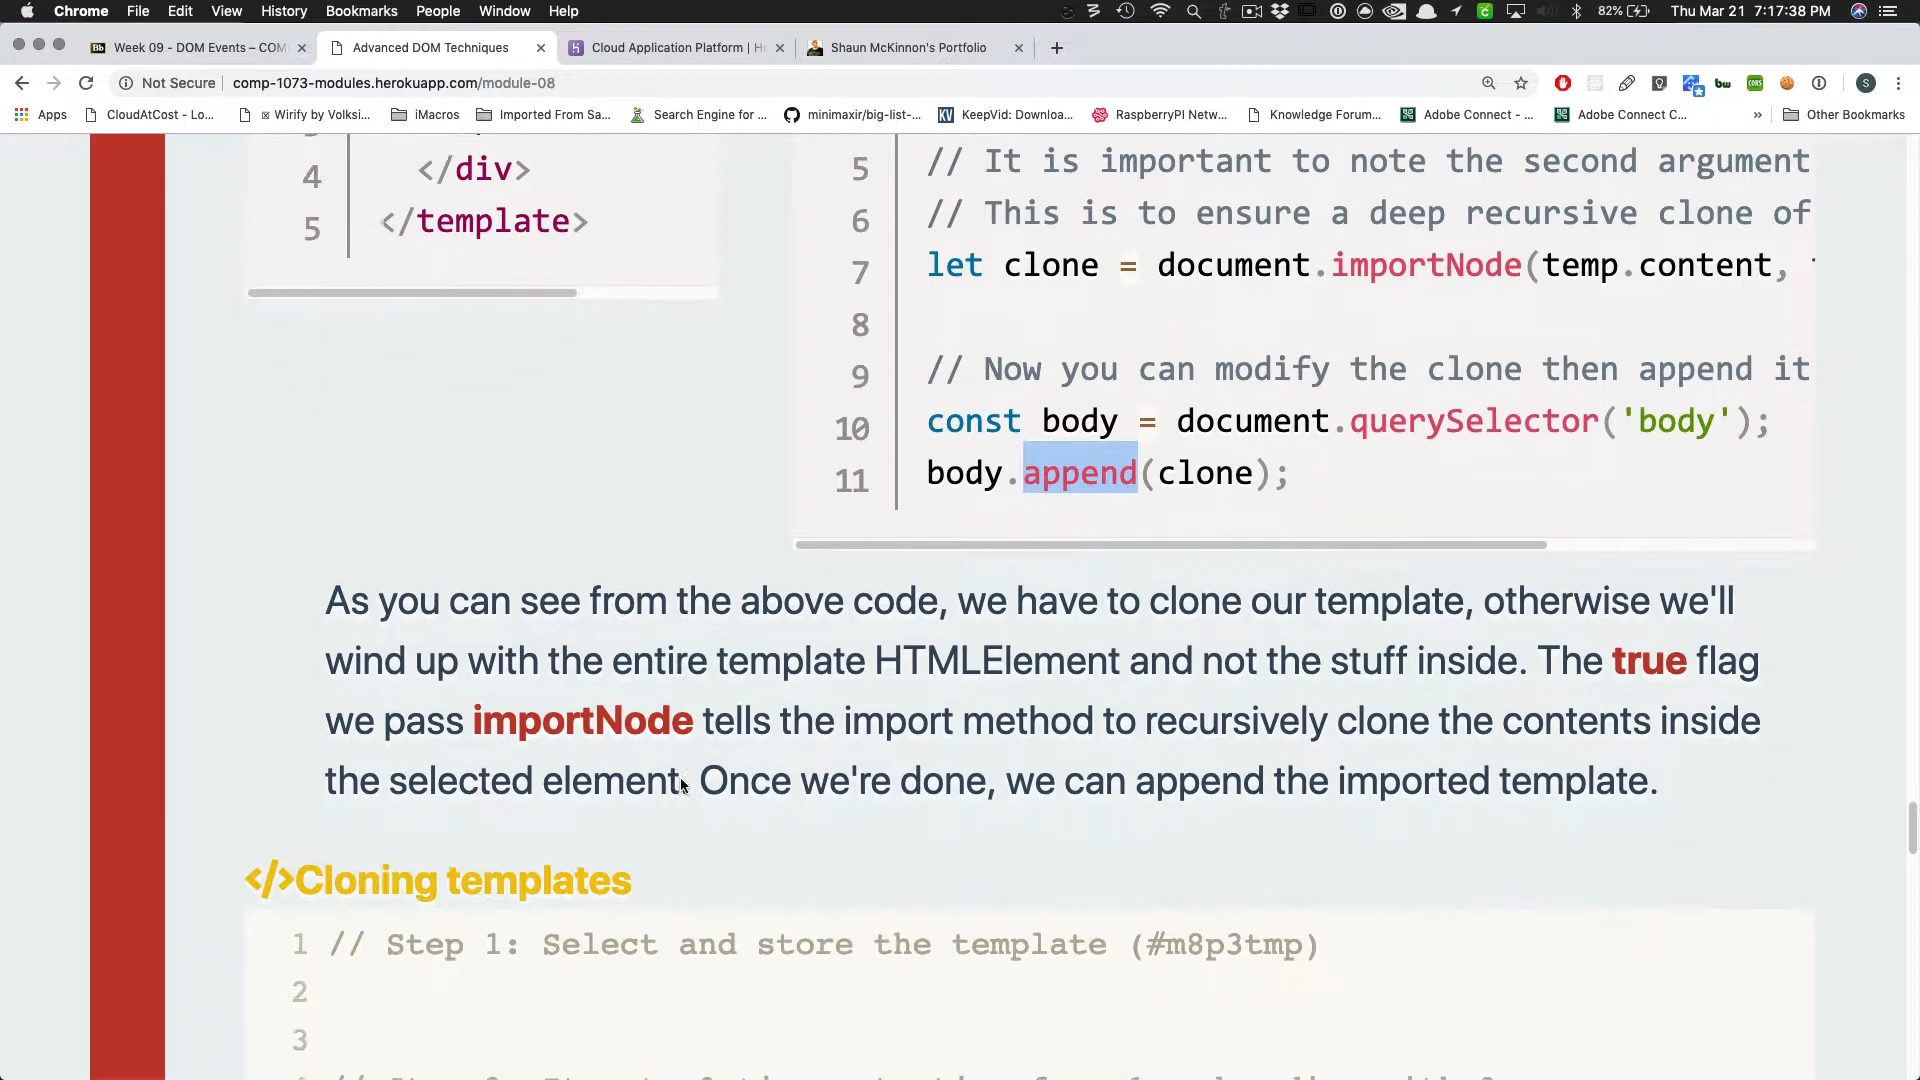 Chrome File Edit View History Bookmarks People Window Help 82% Thu Mar 21 7:17:38 PM
Week 09 - DOM Events – COM Advanced DOM Techniques Cloud Application Platform | H Shaun McKinnon's Portfolio
Not Secure comp-1073-modules.herokuapp.com/module-08
Apps CloudAtCost - Lo... Wirify by Volksi... iMacros Imported From Sa... Search Engine for ... minimaxir/big-list-... KeepVid: Downloa... RaspberryPI Netw... Knowledge Forum... Adobe Connect - ... Adobe Connect C... » Other Bookmarks
4 </div>
5 </template>
5 // It is important to note the second argument
6 // This is to ensure a deep recursive clone of
7 let clone = document.importNode(temp.content,
8
9 // Now you can modify the clone then append it
10 const body = document.querySelector('body');
11 body.append(clone);
As you can see from the above code, we have to clone our template, otherwise we'll
wind up with the entire template HTMLElement and not the stuff inside. The true flag
we pass importNode tells the import method to recursively clone the contents inside
the selected element. Once we're done, we can append the imported template.
</>Cloning templates
1 // Step 1: Select and store the template (#m8p3tmp)
2
3